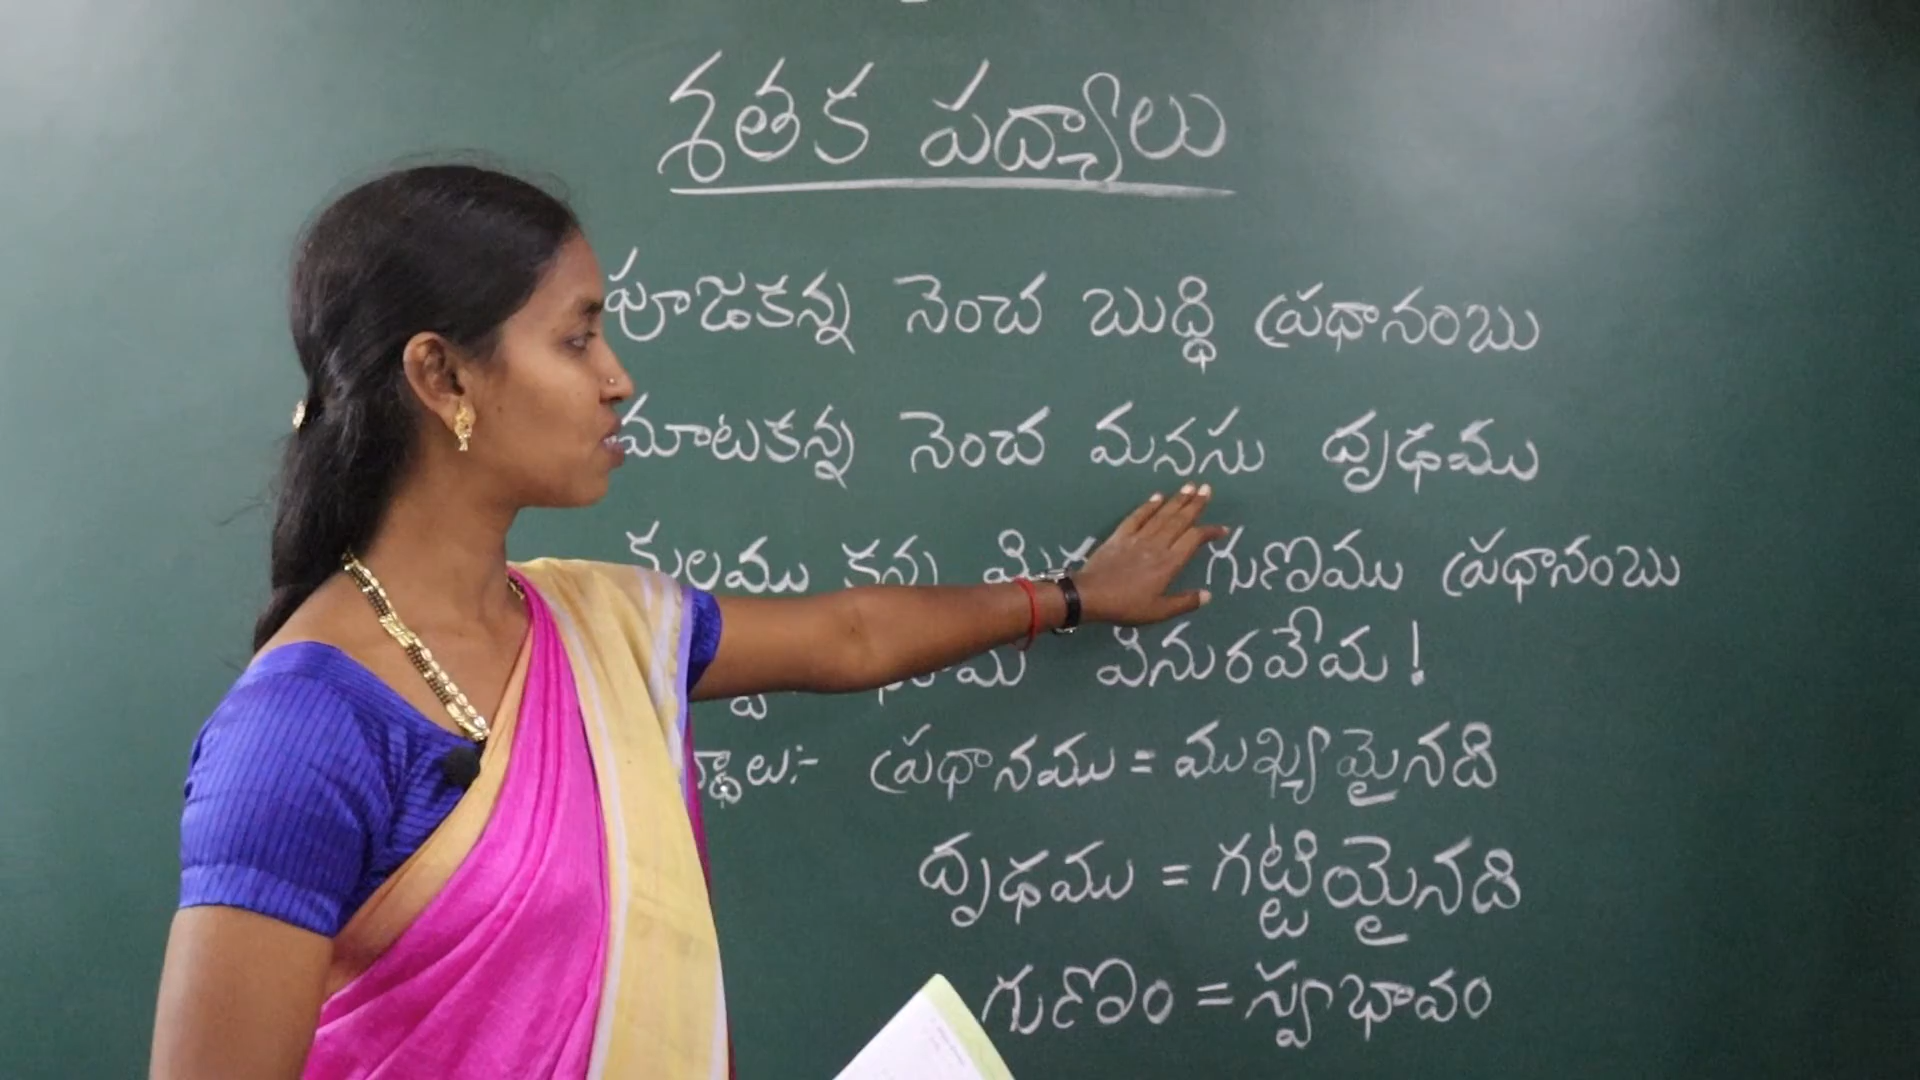 శతక పద్యాలు
పూజకన్న నెంచ బుద్ధి ప్రధానంబు
మాటకన్న నెంచ మనసు దృఢము
కులము కన్న గుణము ప్రధానంబు
వినురవేమ!
ప్రధానము = ముఖ్యమైనది
దృఢము = గట్టియైనది
గుణం = స్వభావం